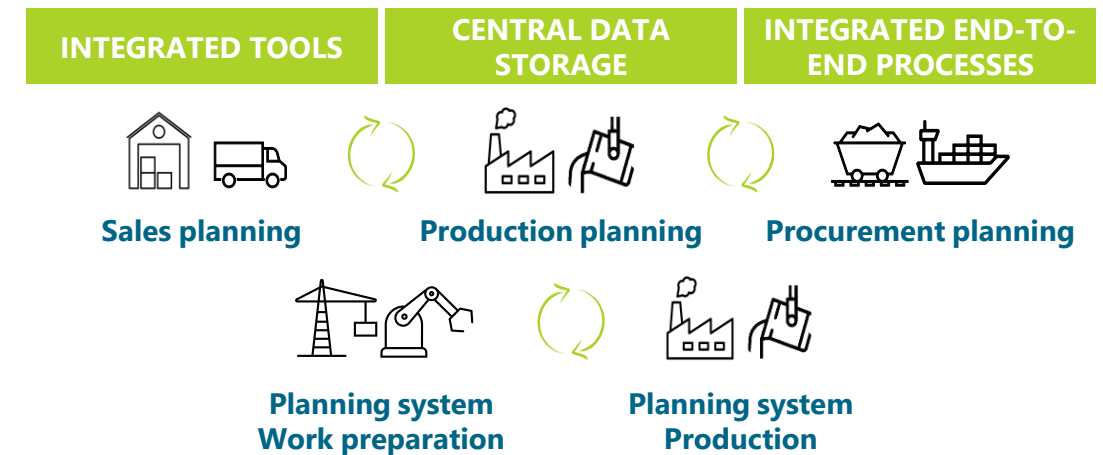 INTEGRATED TOOLS
CENTRAL DATA
STORAGE
INTEGRATED END-TO-
END PROCESSES
Sales planning
Production planning
Procurement planning
Planning system
Work preparation
Planning system
Production